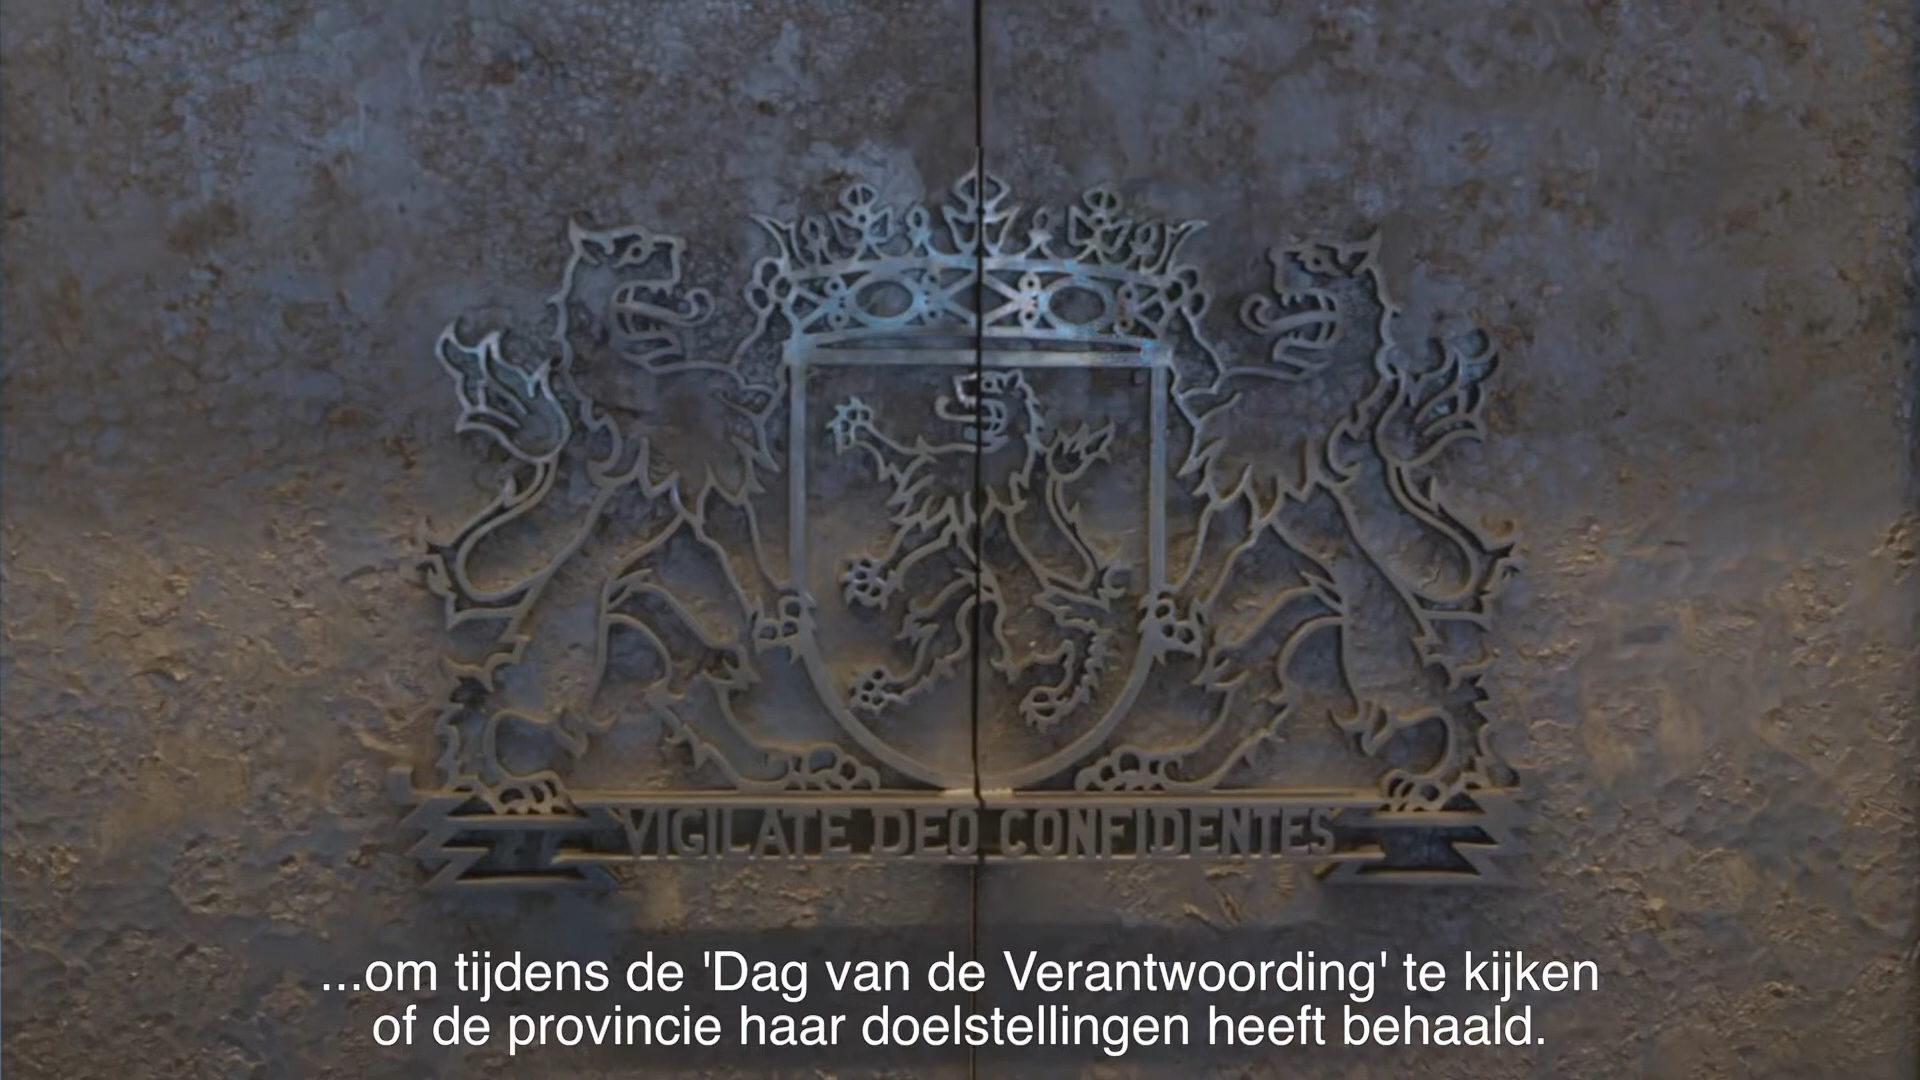 VIGILATE DEO CONFIDENTES
...om tijdens de 'Dag van de Verantwoording' te kijken
of de provincie haar doelstellingen heeft behaald.